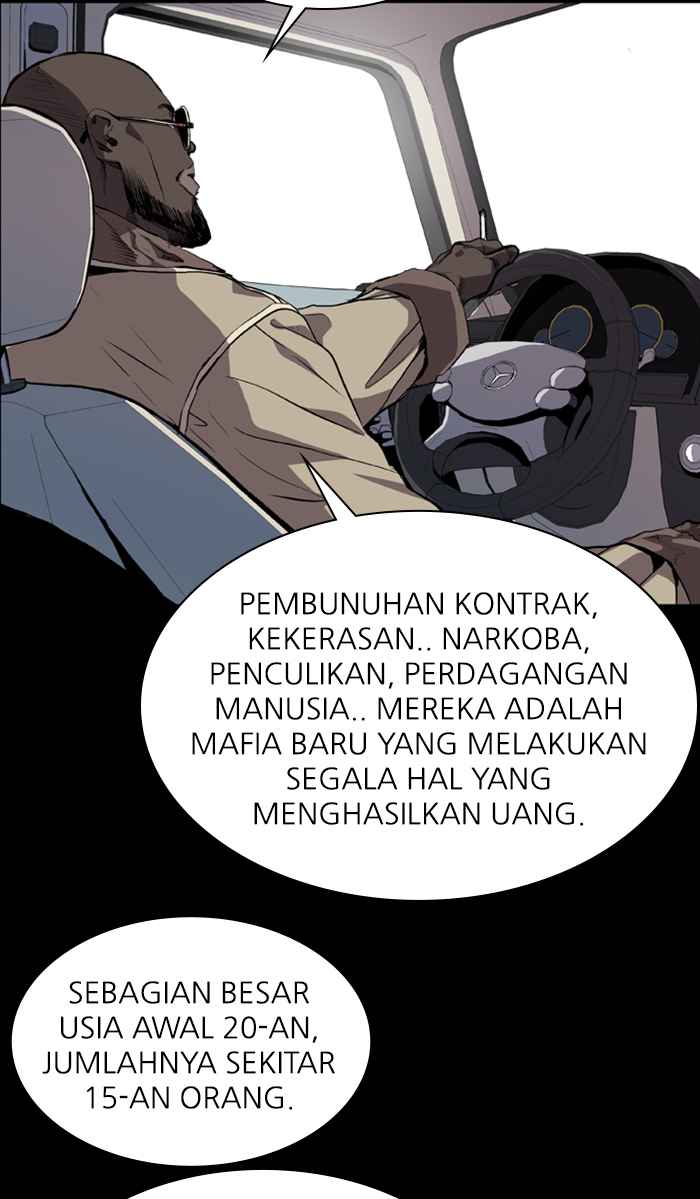 PEMBUNUHAN KONTRAK,
KEKERASAN.. NARKOBA,
PENCULIKAN, PERDAGANGAN
MANUSIA.. MEREKA ADALAH
MAFIA BARU YANG MELAKUKAN
SEGALA HAL YANG
MENGHASILKAN UANG.
SEBAGIAN BESAR
USIA AWAL 20-AN,
JUMLAHNYA SEKITAR
15-AN ORANG.